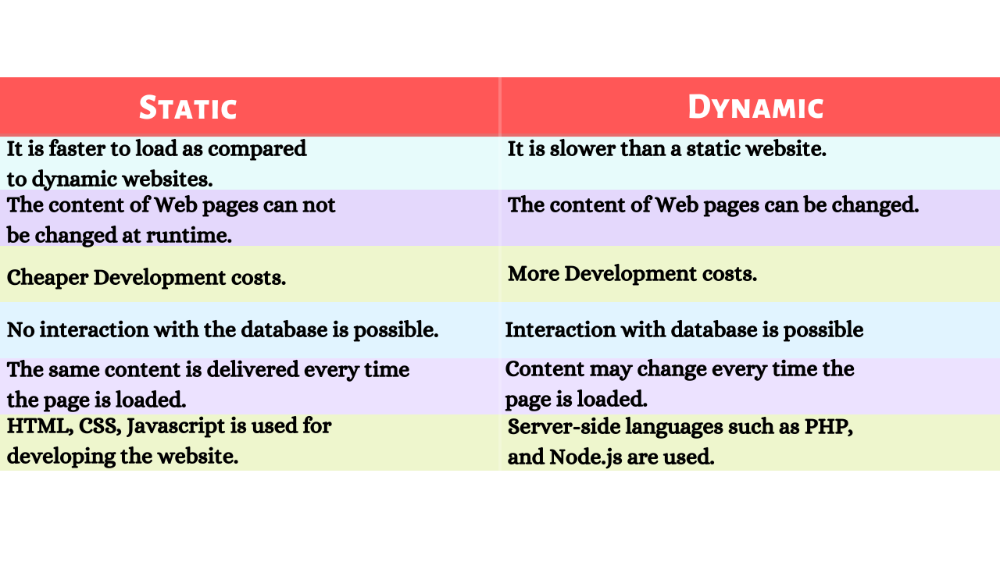 Static
Dynamic
It is faster to load as compared
to dynamic websites.
It is slower than a static website.
The content of Web pages can not
be changed at runtime.
The content of Web pages can be changed.
Cheaper Development costs.
More Development costs.
No interaction with the database is possible.
Interaction with database is possible
The same content is delivered every time
the page is loaded.
Content may change every time the
page is loaded.
HTML, CSS, Javascript is used for
developing the website.
Server-side languages such as PHP,
and Node.js are used.